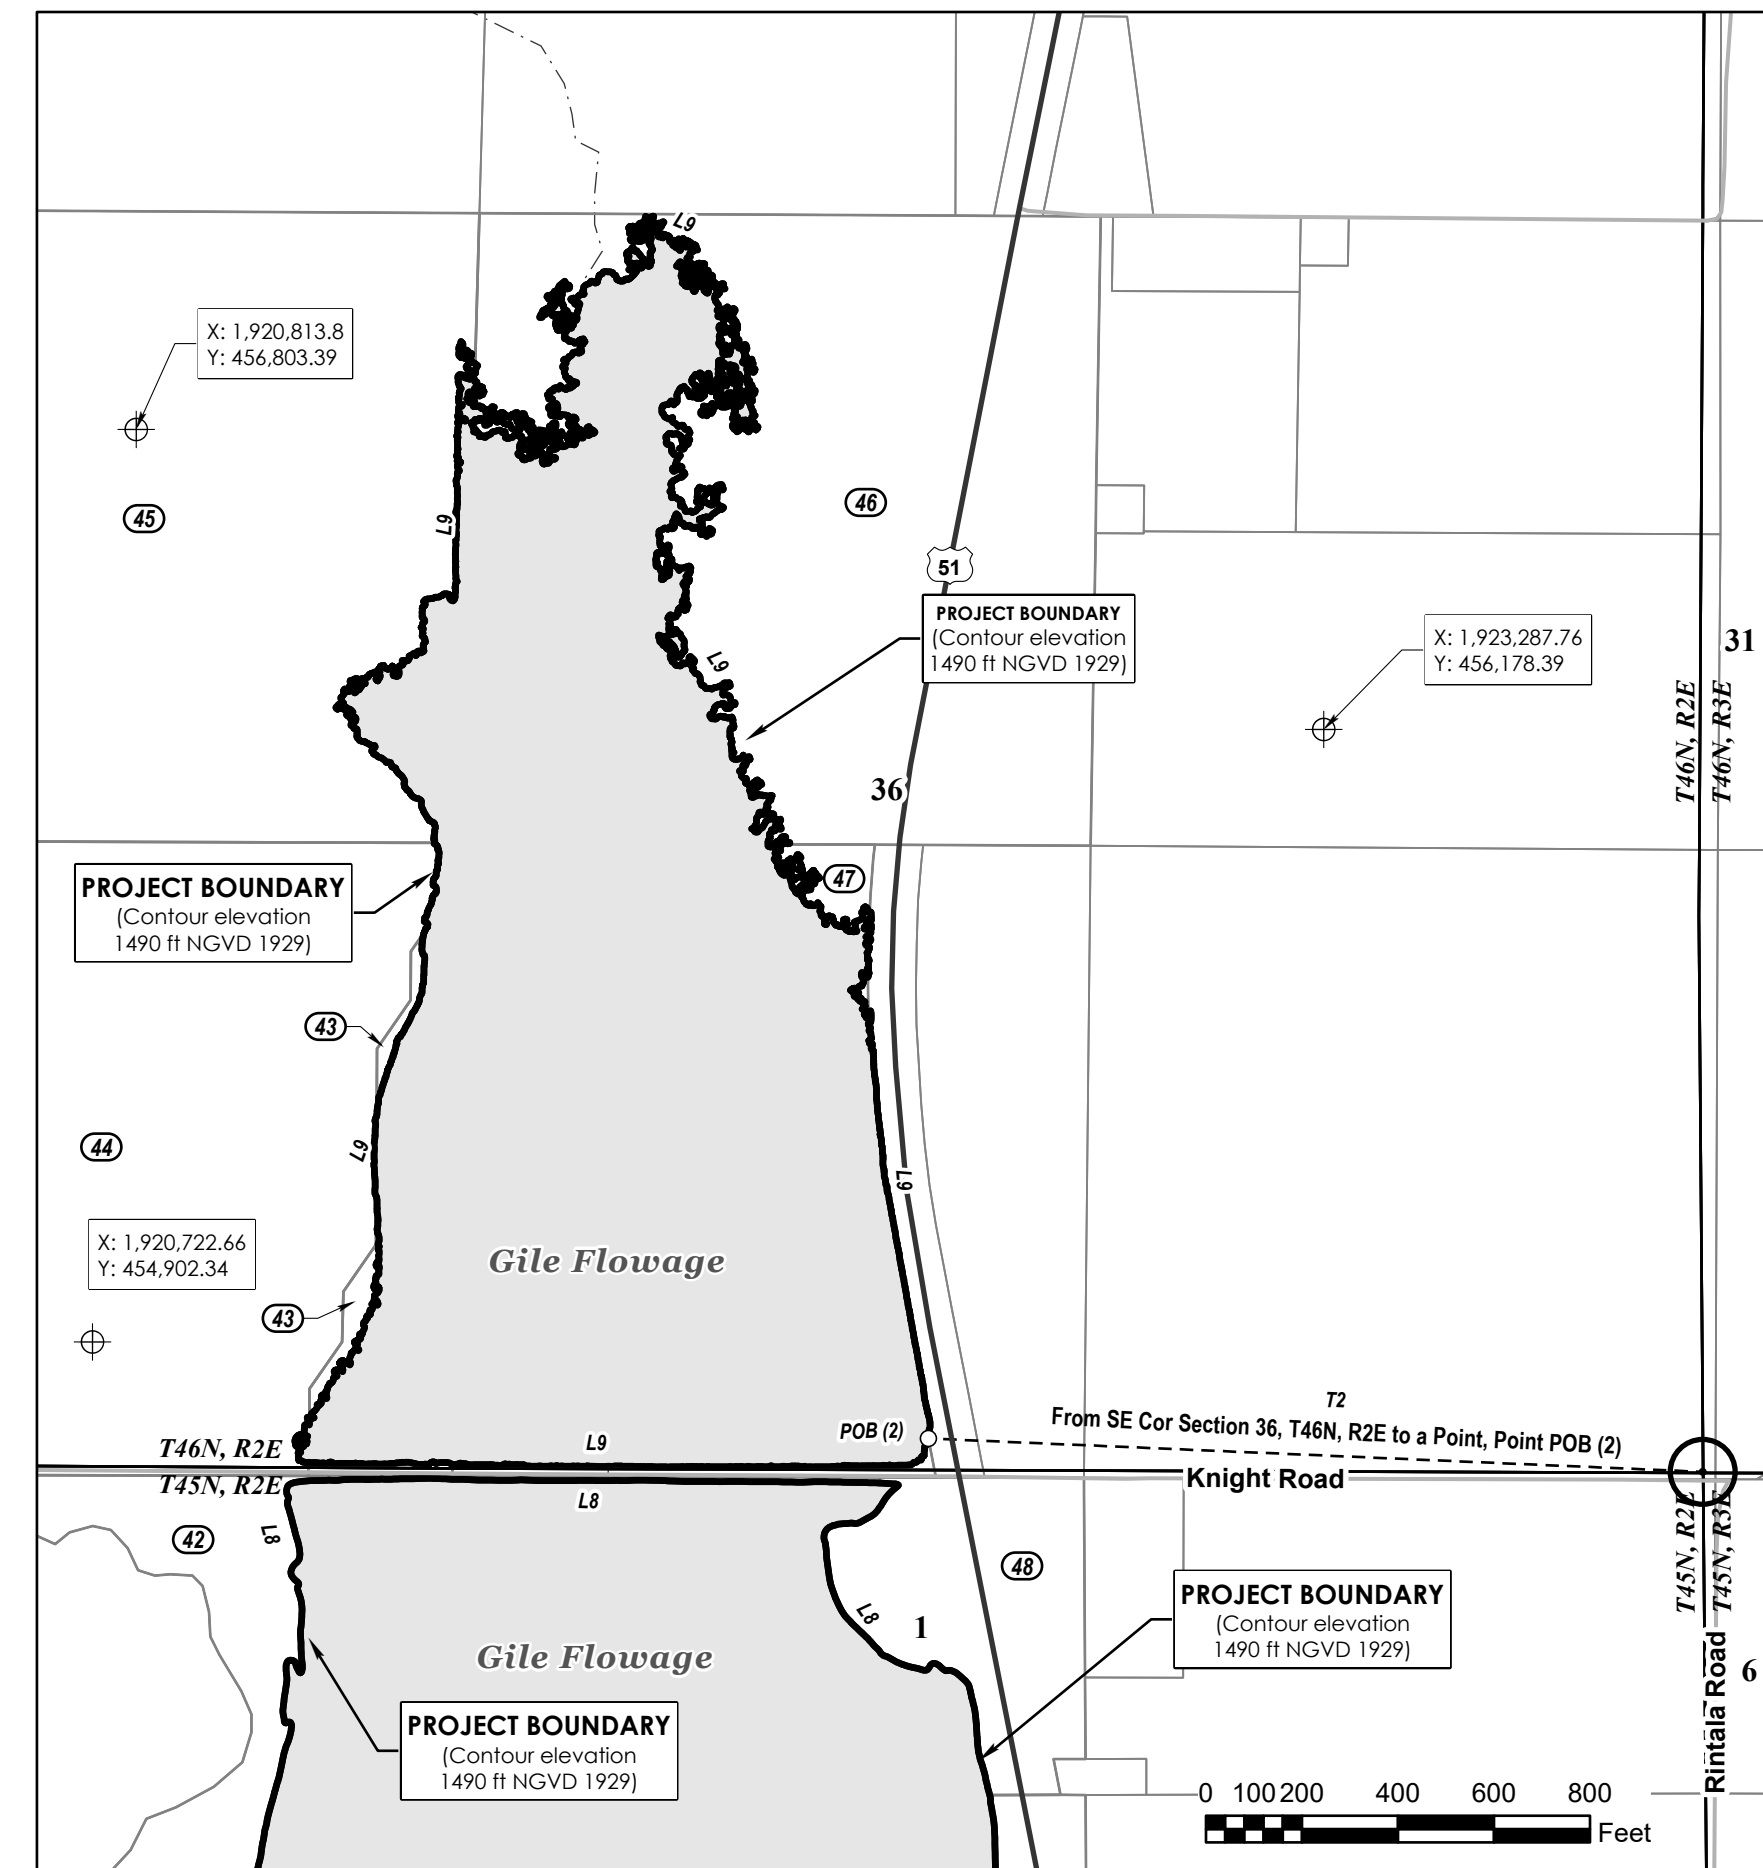 L9
X: 1,920,813.8
Y: 456,803.39
45
L9
46
51
PROJECT BOUNDARY
(Contour elevation
1490 ft NGVD 1929)
X: 1,923,287.76
Y: 456,178.39
31
L9
T46N, R2E
T46N, R3E
36
PROJECT BOUNDARY
(Contour elevation
1490 ft NGVD 1929)
47
43
44
L9
L9
X: 1,920,722.66
Y: 454,902.34
Gile Flowage
43
T2
From SE Cor Section 36, T46N, R2E to a Point, Point POB (2)
POB (2)
L9
T46N, R2E
T45N, R2E
Knight Road
L8
L8
42
T45N, R2E
T45N, R3E
48
L8
1
PROJECT BOUNDARY
(Contour elevation
1490 ft NGVD 1929)
Gile Flowage
Rintala Road
6
PROJECT BOUNDARY
(Contour elevation
1490 ft NGVD 1929)
0 100 200 400 600 800
Feet